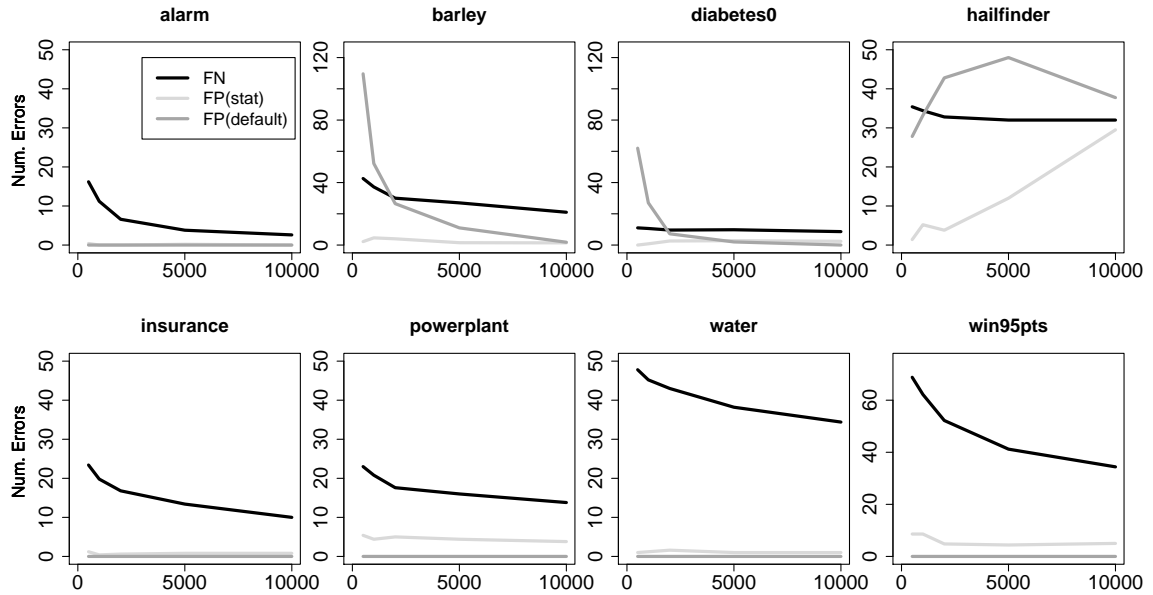 alarm
barley
diabetes0
hailfinder
Num. Errors
0 10 20 30 40 50
FN
FP(stat)
FP(default)
0 40 80 120
0 40 80 120
0 10 20 30 40 50
0 5000 10000
0 5000 10000
0 5000 10000
0 5000 10000
insurance
powerplant
water
win95pts
Num. Errors
0 10 20 30 40 50
0 10 20 30 40 50
0 10 20 30 40 50
0 20 40 60
0 5000 10000
0 5000 10000
0 5000 10000
0 5000 10000